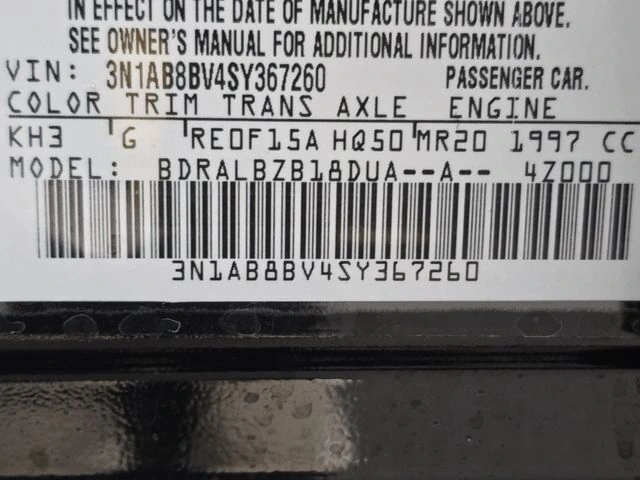 IN EFFECT ON THE DATE OF MANUFACTURE SHOWN ABOVE.
SEE OWNER'S MANUAL FOR ADDITIONAL INFORMATION.
VIN: 3N1AB8BV4SY367260 PASSENGER CAR.
COLOR TRIM TRANS AXLE ENGINE
KH3 G RE0F15A HQ50 MR20 1997 CC
MODEL: BDRALBZB18DUA--A-- 4Z000
3N1AB8BV4SY367260